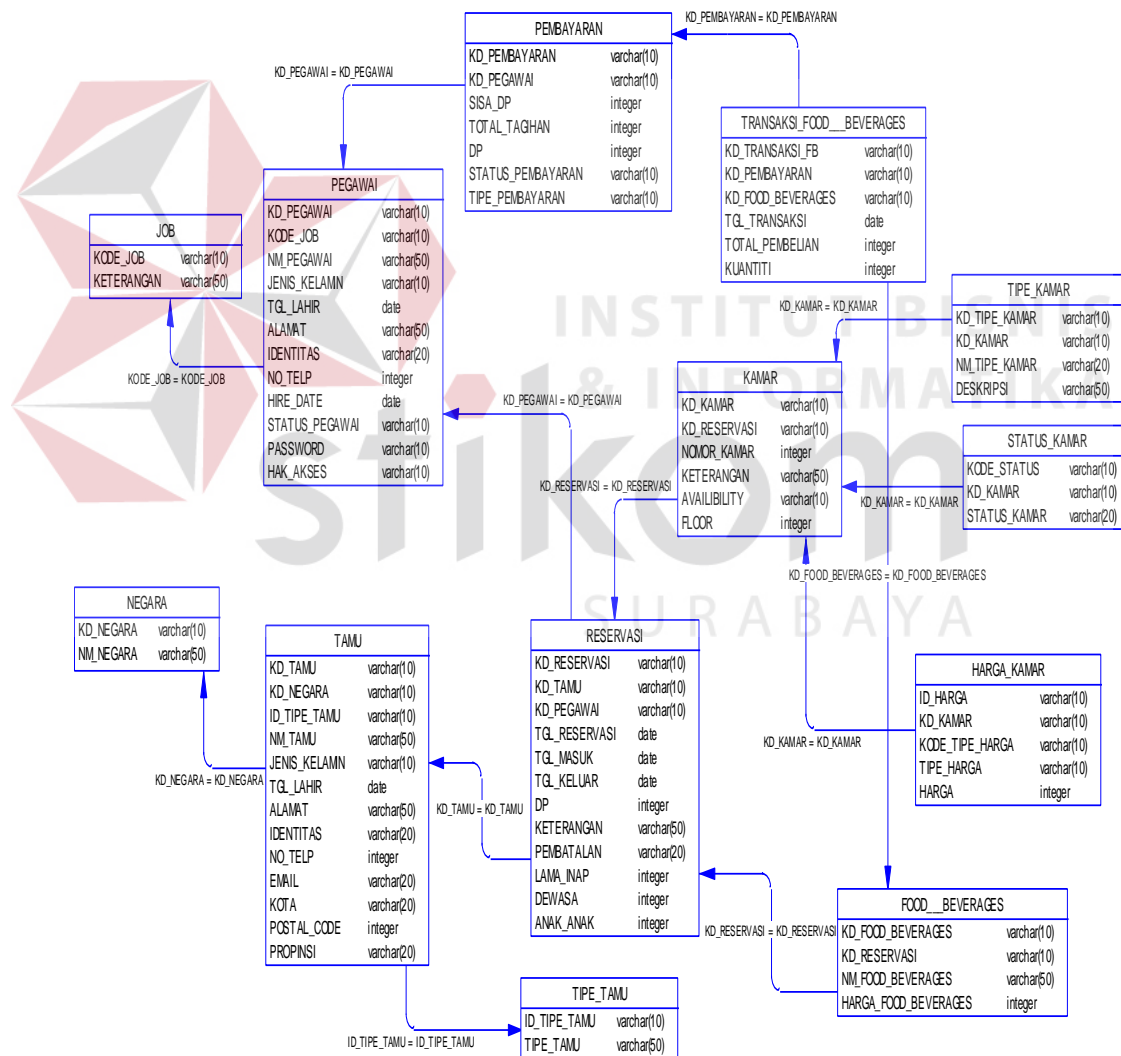 PEMBAYARAN
KD_PEMBAYARAN varchar(10)
KD_PEGAWAI varchar(10)
SISA_DP integer
TOTAL_TAGIHAN integer
DP integer
STATUS_PEMBAYARAN varchar(10)
TIPE_PEMBAYARAN varchar(10)
KD_PEMBAYARAN = KD_PEMBAYARAN
KD_PEGAWAI = KD_PEGAWAI
TRANSAKSI_FOOD___BEVERAGES
KD_TRANSAKSI_FB varchar(10)
KD_PEMBAYARAN varchar(10)
KD_FOOD_BEVERAGES varchar(10)
TGL_TRANSAKSI date
TOTAL_PEMBELIAN integer
KUANTITI integer
PEGAWAI
KD_PEGAWAI varchar(10)
KODE_JOB varchar(10)
NM_PEGAWAI varchar(50)
JENIS_KELAMIN varchar(10)
TGL_LAHIR date
ALAMAT varchar(50)
IDENTITAS varchar(20)
NO_TELP integer
HIRE_DATE date
STATUS_PEGAWAI varchar(10)
PASSWORD varchar(10)
HAK_AKSES varchar(10)
JOB
KODE_JOB varchar(10)
KETERANGAN varchar(50)
KODE_JOB = KODE_JOB
TIPE_KAMAR
KD_TIPE_KAMAR varchar(10)
KD_KAMAR varchar(10)
NM_TIPE_KAMAR varchar(20)
DESKRIPSI varchar(50)
KD_KAMAR = KD_KAMAR
KAMAR
KD_KAMAR varchar(10)
KD_RESERVASI varchar(10)
NOMOR_KAMAR integer
KETERANGAN varchar(50)
AVAILIBILITY varchar(10)
FLOOR integer
KD_PEGAWAI = KD_PEGAWAI
STATUS_KAMAR
KODE_STATUS varchar(10)
KD_KAMAR varchar(10)
STATUS_KAMAR varchar(20)
KD_RESERVASI = KD_RESERVASI
KD_KAMAR = KD_KAMAR
KD_FOOD_BEVERAGES = KD_FOOD_BEVERAGES
INSTITUT BISNIS
& INFORMATIKA
stikom
SURABAYA
NEGARA
KD_NEGARA varchar(10)
NM_NEGARA varchar(50)
KD_NEGARA = KD_NEGARA
TAMU
KD_TAMU varchar(10)
KD_NEGARA varchar(10)
ID_TIPE_TAMU varchar(10)
NM_TAMU varchar(50)
JENIS_KELAMIN varchar(10)
TGL_LAHIR date
ALAMAT varchar(50)
IDENTITAS varchar(20)
NO_TELP integer
EMAIL varchar(20)
KOTA varchar(20)
POSTAL_CODE integer
PROPINSI varchar(20)
KD_TAMU = KD_TAMU
RESERVASI
KD_RESERVASI varchar(10)
KD_TAMU varchar(10)
KD_PEGAWAI varchar(10)
TGL_RESERVASI date
TGL_MASUK date
TGL_KELUAR date
DP integer
KETERANGAN varchar(50)
PEMBATALAN varchar(20)
LAMA_INAP integer
DEWASA integer
ANAK_ANAK integer
HARGA_KAMAR
ID_HARGA varchar(10)
KD_KAMAR varchar(10)
KODE_TIPE_HARGA varchar(10)
TIPE_HARGA varchar(10)
HARGA integer
KD_KAMAR = KD_KAMAR
FOOD___BEVERAGES
KD_FOOD_BEVERAGES varchar(10)
KD_RESERVASI varchar(10)
NM_FOOD_BEVERAGES varchar(50)
HARGA_FOOD_BEVERAGES integer
KD_RESERVASI = KD_RESERVASI
TIPE_TAMU
ID_TIPE_TAMU varchar(10)
TIPE_TAMU varchar(50)
ID_TIPE_TAMU = ID_TIPE_TAMU